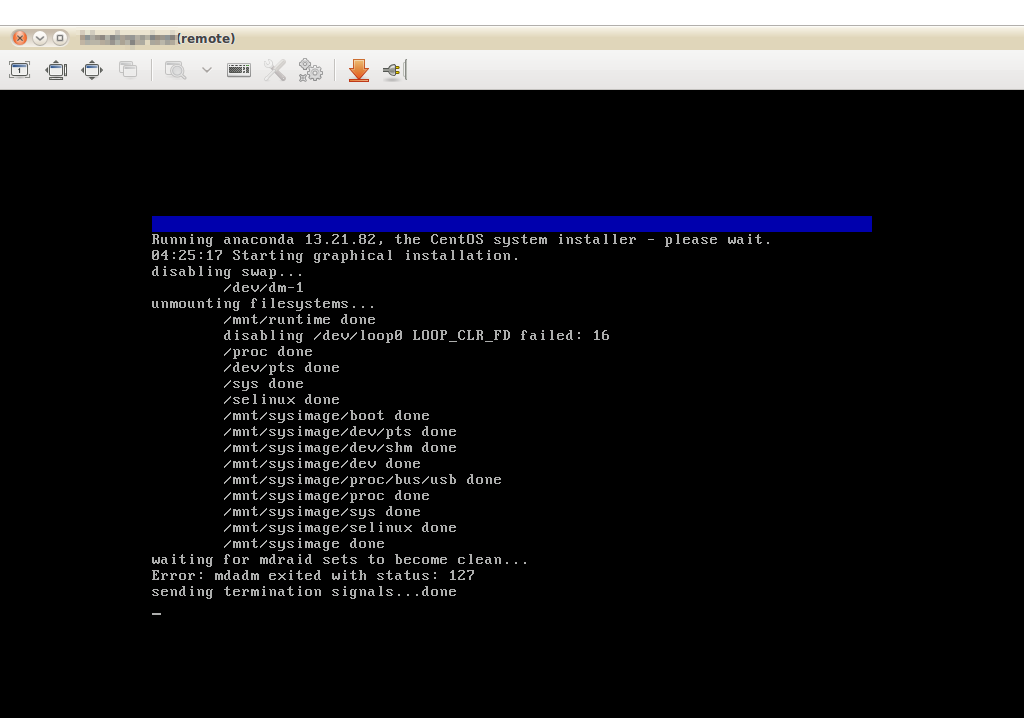 (remote)
Running anaconda 13.21.82, the CentOS system installer - please wait.
04:25:17 Starting graphical installation.
disabling swap...
/dev/dm-1
unmounting filesystems...
/mnt/runtime done
disabling /dev/loop0 LOOP_CLR_FD failed: 16
/proc done
/dev/pts done
/sys done
/selinux done
/mnt/sysimage/boot done
/mnt/sysimage/dev/pts done
/mnt/sysimage/dev/shm done
/mnt/sysimage/dev done
/mnt/sysimage/proc/bus/usb done
/mnt/sysimage/proc done
/mnt/sysimage/sys done
/mnt/sysimage/selinux done
/mnt/sysimage done
waiting for mdraid sets to become clean...
Error: mdadm exited with status: 127
sending termination signals...done